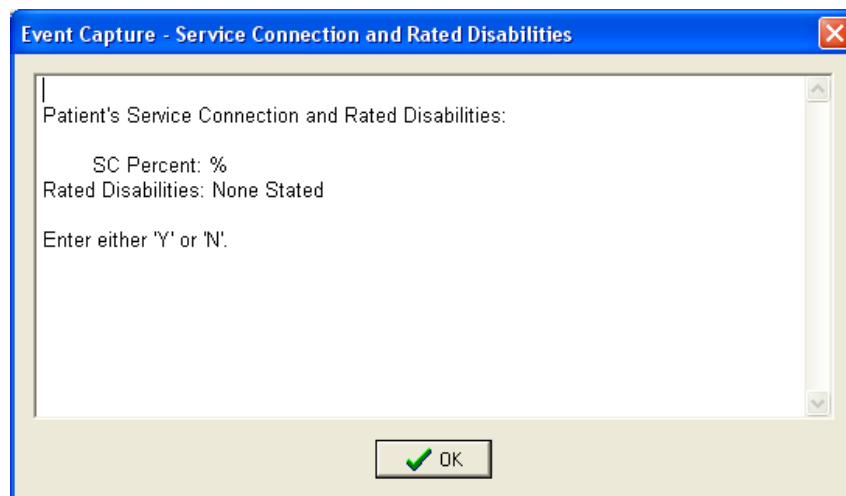 Event Capture - Service Connection and Rated Disabilities
Patient's Service Connection and Rated Disabilities:
SC Percent: %
Rated Disabilities: None Stated
Enter either 'Y' or 'N'.
OK